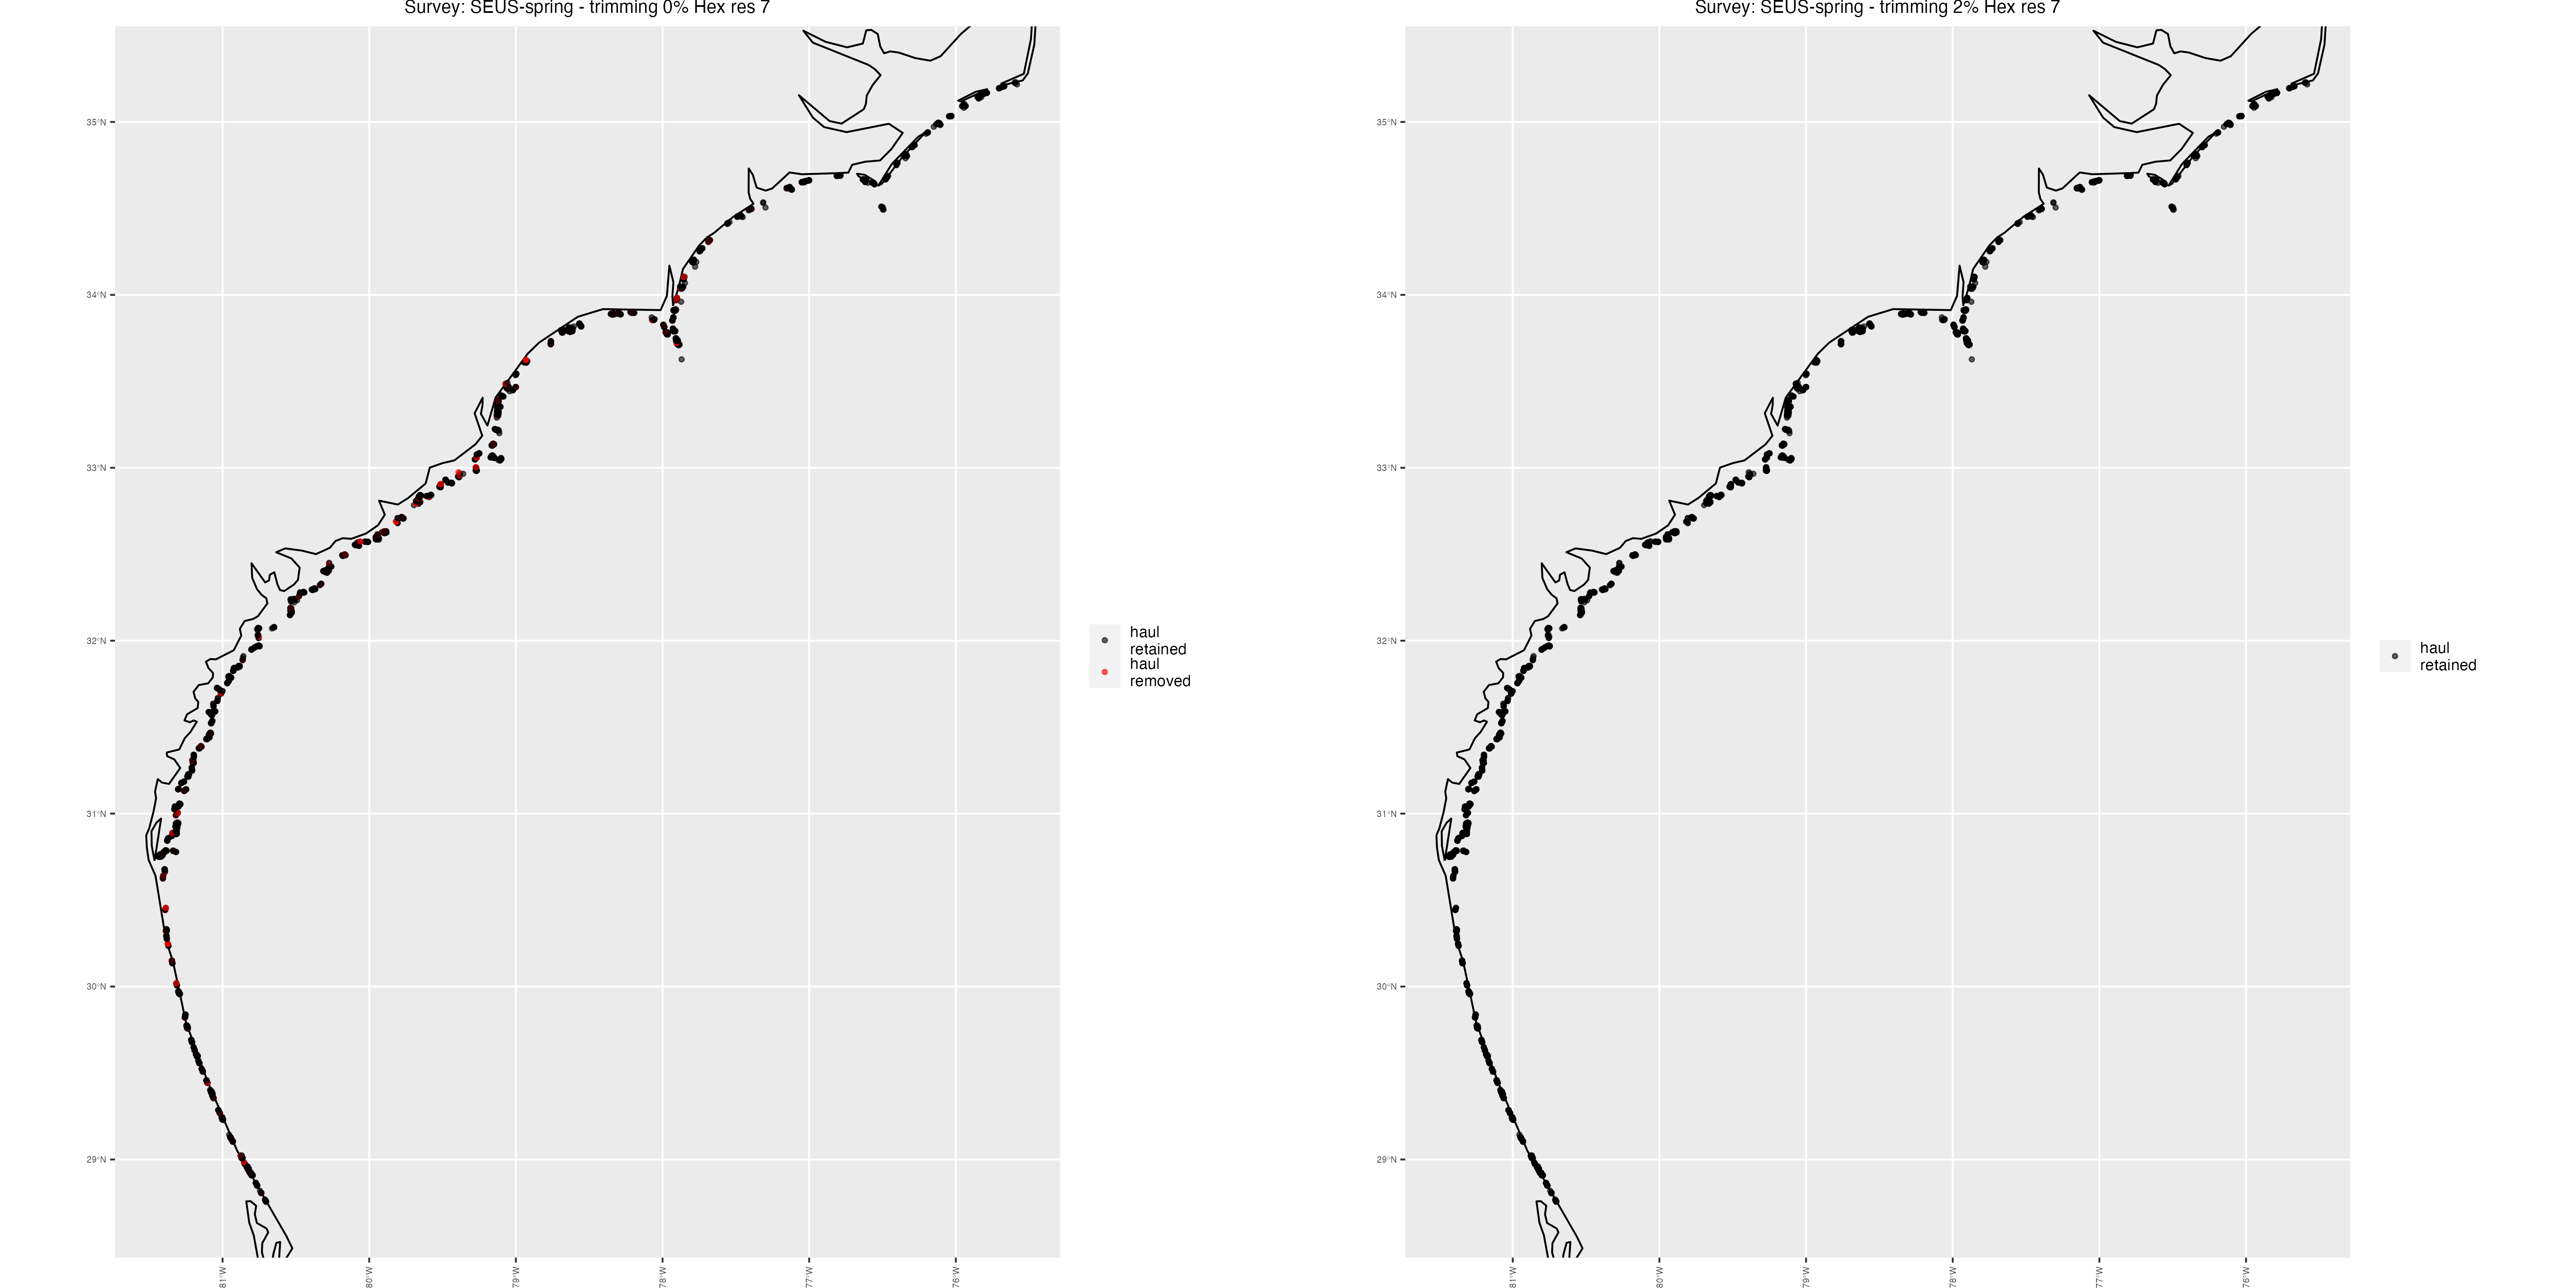 Survey: SEUS-spring - trimming 0% Hex res 7
35°N
34°N
33°N
32°N
31°N
30°N
29°N
81°W
80°W
79°W
78°W
77°W
76°W
haul
retained
haul
removed
Survey: SEUS-spring - trimming 2% Hex res 7
35°N
34°N
33°N
32°N
31°N
30°N
29°N
81°W
80°W
79°W
78°W
77°W
76°W
haul
retained